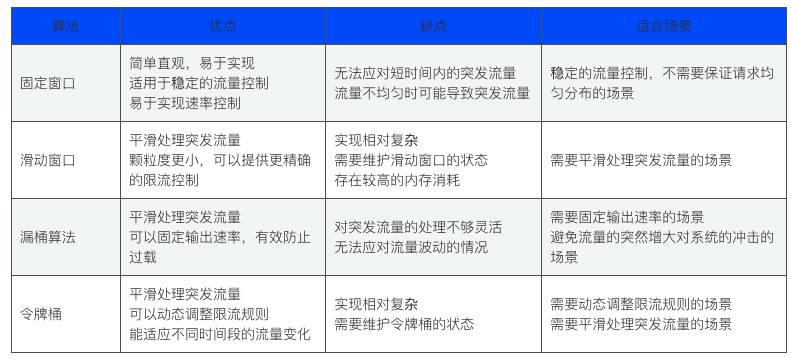 算法
优点
缺点
适合场景
固定窗口
简单直观，易于实现
适用于稳定的流量控制
易于实现速率控制
无法应对短时间内的突发流量
流量不均匀时可能导致突发流量
稳定的流量控制，不需要保证请求均
匀分布的场景
滑动窗口
平滑处理突发流量
颗粒度更小，可以提供更精确
的限流控制
实现相对复杂
需要维护滑动窗口的状态
存在较高的内存消耗
需要平滑处理突发流量的场景
漏桶算法
平滑处理突发流量
可以固定输出速率，有效防止
过载
对突发流量的处理不够灵活
无法应对流量波动的情况
需要固定输出速率的场景
避免流量的突然增大对系统的冲击的
场景
令牌桶
平滑处理突发流量
可以动态调整限流规则
能适应不同时间段的流量变化
实现相对复杂
需要维护令牌桶的状态
需要动态调整限流规则的场景
需要平滑处理突发流量的场景